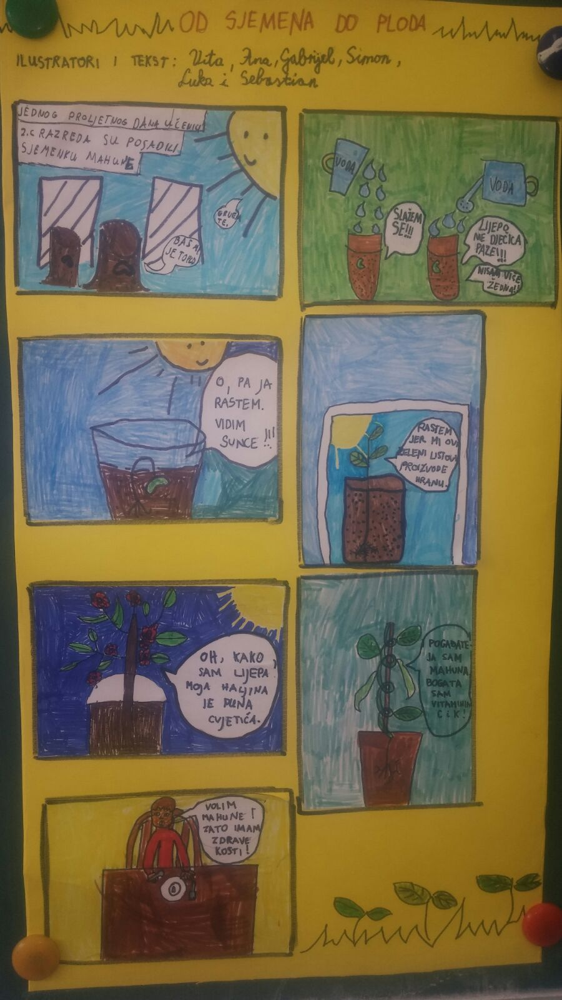 OD SJEMENA DO PLODA
ILUSTRATORI I TEKST: Vita, Ana, Gabrijel, Simon,
Luka i Sebastian
JEDNOG PROLJETNOG DANA UČENICI
2.C RAZREDA SU POSADILI
SJEMENKU MAHUNE
TE.
BAŠ MI
JE TOPLO
VODA
VODA
SLAŽEM
SE!!!
LIJEPO
ME DJEČICA
PAZE!!!
NISAM VIŠE
ŽEDNA!!
O, PA JA
RASTEM.
VIDIM
SUNCE!!!
RASTEM
JER MI OVI
ZELENI LISTOVI
PROIZVODE
HRANU.
OH, KAKO
SAM LIJEPA,
MOJA HALJINA
JE PUNA
CVJETIĆA.
POGAĐATE-
JA SAM
MAHUNA,
BOGATA
SAM
VITAMINIMA
C i K!
VOLIM
MAHUNE!
ZATO IMAM
ZDRAVE
KOSTI!